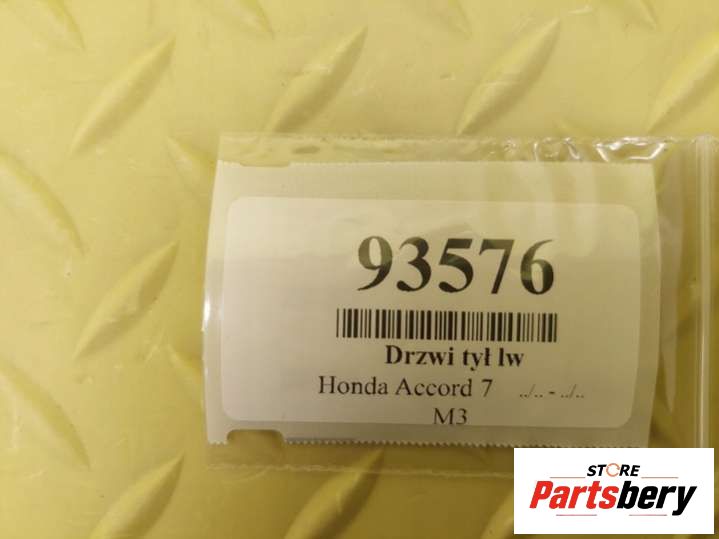 93576
Drzwi tył lw
Honda Accord 7 ../.. - ../..
M3
STORE
Partsbery